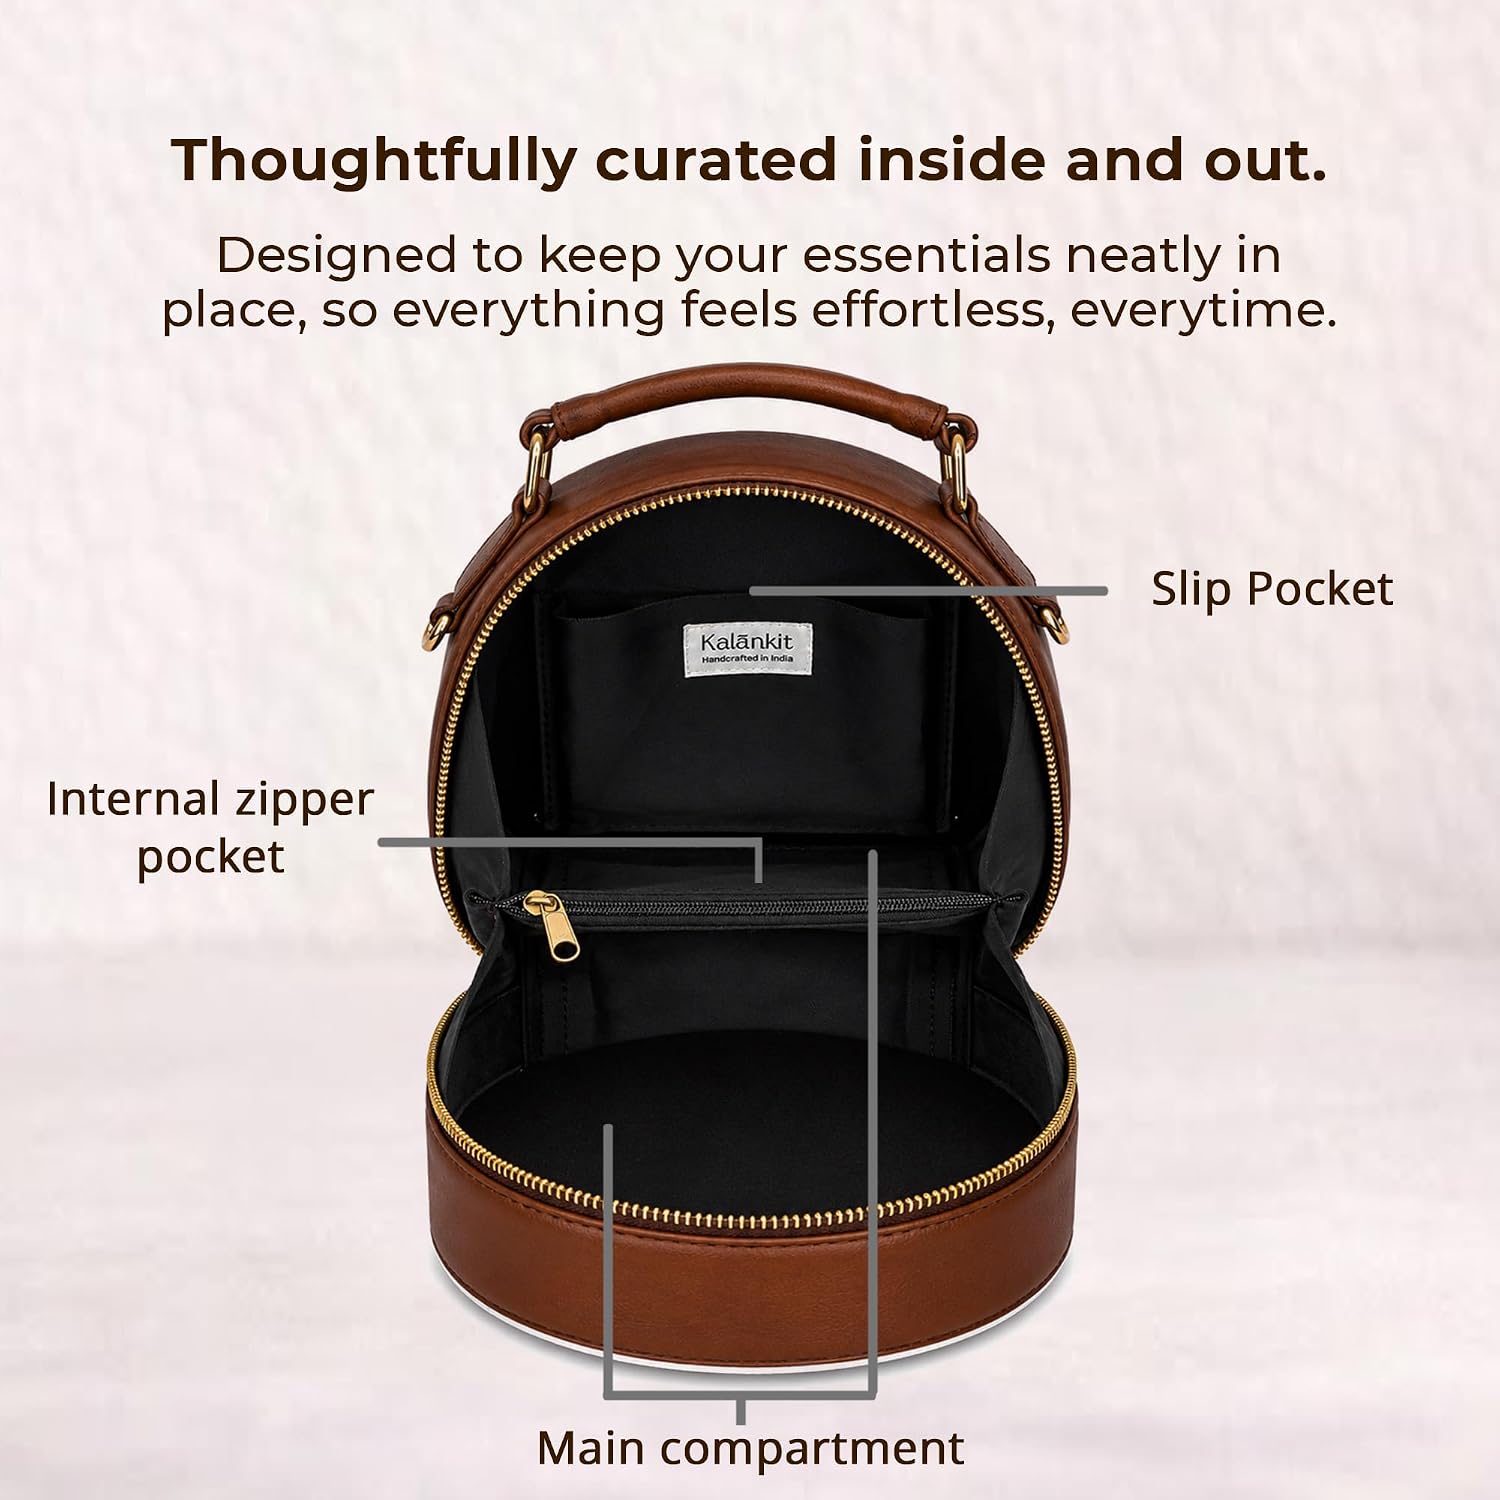 Thoughtfully curated inside and out.
Designed to keep your essentials neatly in
place, so everything feels effortless, everytime.
Slip Pocket
Kalānkit
Handcrafted in India
Internal zipper
pocket
Main compartment